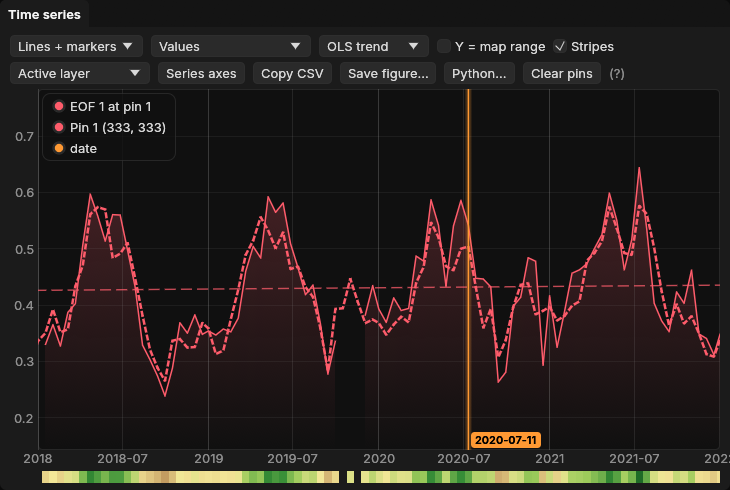 Time series
Lines + markers Values OLS trend Y = map range Stripes
Active layer Series axes Copy CSV Save figure... Python... Clear pins (?)
EOF 1 at pin 1
Pin 1 (333, 333)
date
0.7
0.6
0.5
0.4
0.3
0.2
2020-07-11
2018 2018-07 2019 2019-07 2020 2020-07 2021 2021-07 202